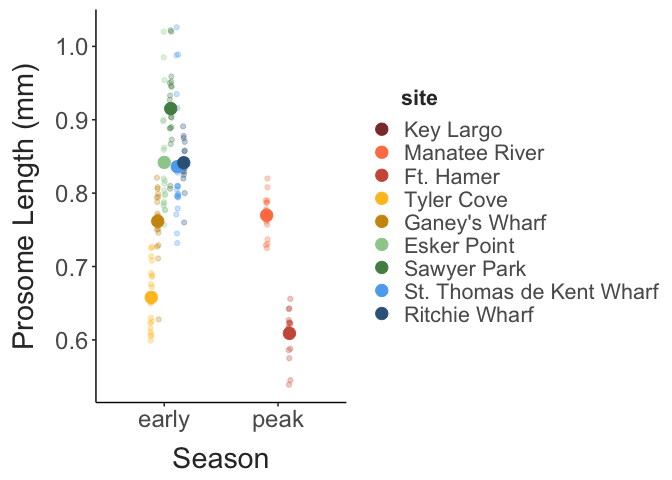 Prosome Length (mm)
1.0
0.9
0.8
0.7
0.6
early
peak
Season
site
Key Largo
Manatee River
Ft. Hamer
Tyler Cove
Ganey's Wharf
Esker Point
Sawyer Park
St. Thomas de Kent Wharf
Ritchie Wharf